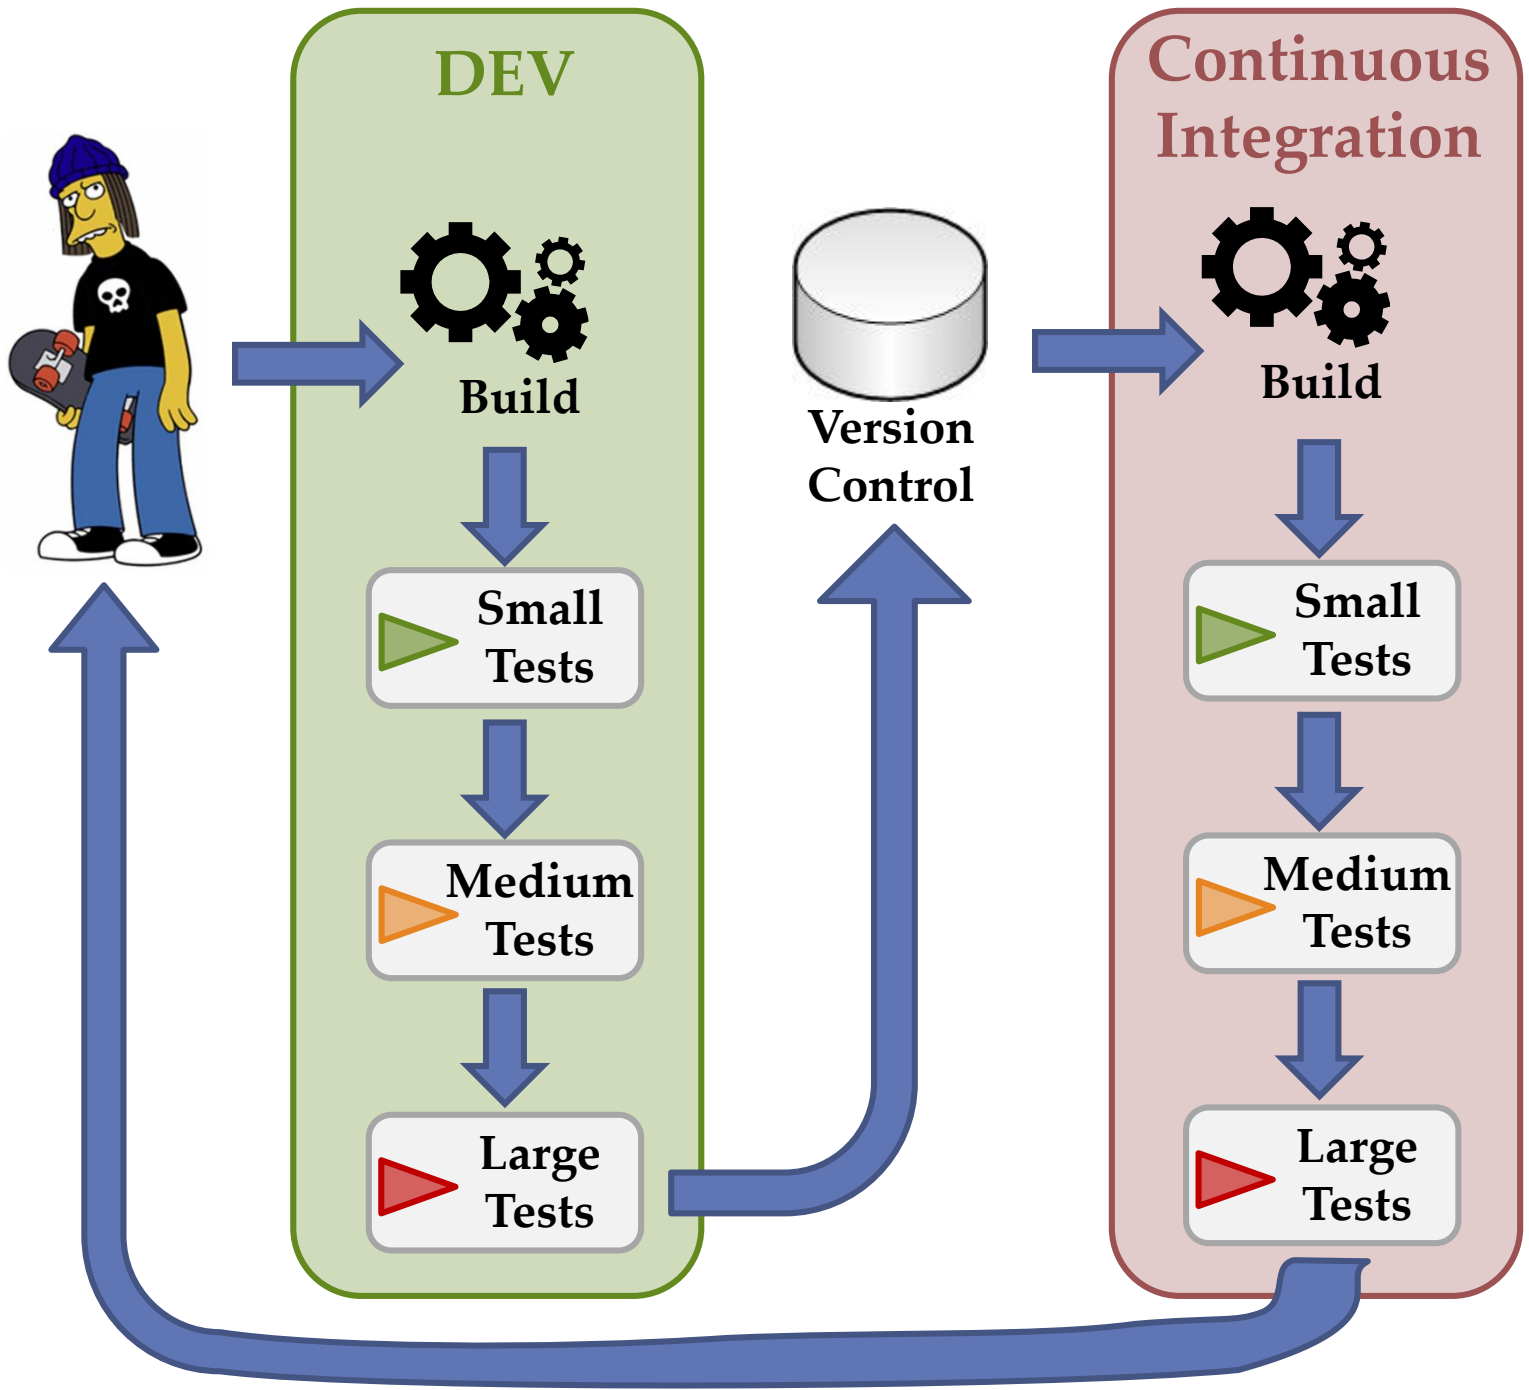 DEV
Build
Small
Tests
Medium
Tests
Large
Tests
Version
Control
Continuous
Integration
Build
Small
Tests
Medium
Tests
Large
Tests